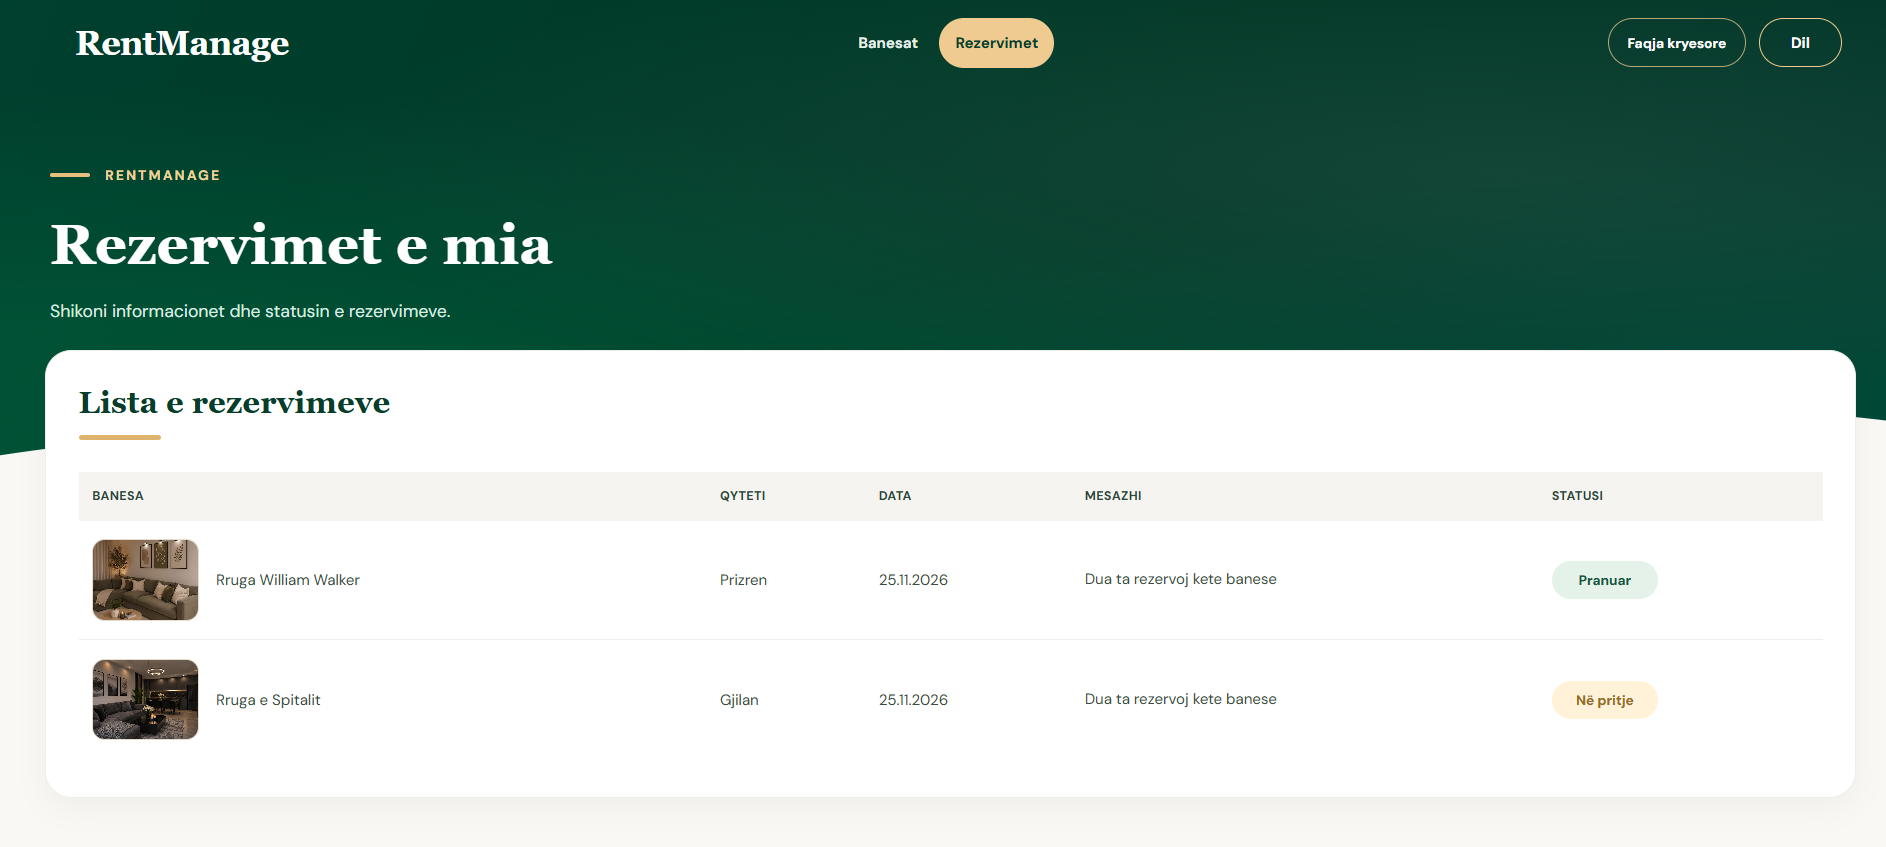 RentManage
Banesat
Rezervimet
Faqja kryesore
Dil
RENTMANAGE
Rezervimet e mia
Shikoni informacionet dhe statusin e rezervimeve.
Lista e rezervimeve
BANESA QYTETI DATA MESAZHI STATUSI
Rruga William Walker Prizren 25.11.2026 Dua ta rezervoj kete banese Pranuar
Rruga e Spitalit Gjilan 25.11.2026 Dua ta rezervoj kete banese Në pritje